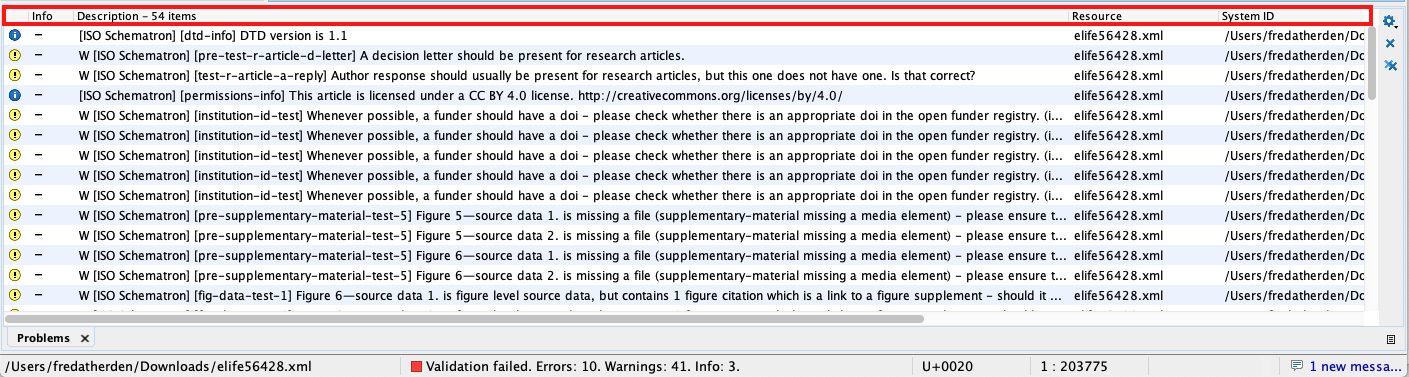 Info Description – 54 items Resource System ID
– [ISO Schematron] [dtd-info] DTD version is 1.1 elife56428.xml /Users/fredatherden/Do
– W [ISO Schematron] [pre-test-r-article-d-letter] A decision letter should be present for research articles. elife56428.xml /Users/fredatherden/Do
– W [ISO Schematron] [test-r-article-a-reply] Author response should usually be present for research articles, but this one does not have one. Is that correct? elife56428.xml /Users/fredatherden/Do
– [ISO Schematron] [permissions-info] This article is licensed under a CC BY 4.0 license. http://creativecommons.org/licenses/by/4.0/ elife56428.xml /Users/fredatherden/Do
– W [ISO Schematron] [institution-id-test] Whenever possible, a funder should have a doi – please check whether there is an appropriate doi in the open funder registry. (i... elife56428.xml /Users/fredatherden/Do
– W [ISO Schematron] [institution-id-test] Whenever possible, a funder should have a doi – please check whether there is an appropriate doi in the open funder registry. (i... elife56428.xml /Users/fredatherden/Do
– W [ISO Schematron] [institution-id-test] Whenever possible, a funder should have a doi – please check whether there is an appropriate doi in the open funder registry. (i... elife56428.xml /Users/fredatherden/Do
– W [ISO Schematron] [institution-id-test] Whenever possible, a funder should have a doi – please check whether there is an appropriate doi in the open funder registry. (i... elife56428.xml /Users/fredatherden/Do
– W [ISO Schematron] [institution-id-test] Whenever possible, a funder should have a doi – please check whether there is an appropriate doi in the open funder registry. (i... elife56428.xml /Users/fredatherden/Do
– W [ISO Schematron] [pre-supplementary-material-test-5] Figure 5—source data 1. is missing a file (supplementary-material missing a media element) – please ensure t... elife56428.xml /Users/fredatherden/Do
– W [ISO Schematron] [pre-supplementary-material-test-5] Figure 5—source data 2. is missing a file (supplementary-material missing a media element) – please ensure t... elife56428.xml /Users/fredatherden/Do
– W [ISO Schematron] [pre-supplementary-material-test-5] Figure 6—source data 1. is missing a file (supplementary-material missing a media element) – please ensure t... elife56428.xml /Users/fredatherden/Do
– W [ISO Schematron] [pre-supplementary-material-test-5] Figure 6—source data 2. is missing a file (supplementary-material missing a media element) – please ensure t... elife56428.xml /Users/fredatherden/Do
– W [ISO Schematron] [fig-data-test-1] Figure 6—source data 1. is figure level source data, but contains 1 figure citation which is a link to a figure supplement – should it ... elife56428.xml /Users/fredatherden/Do
Problems
/Users/fredatherden/Downloads/elife56428.xml Validation failed. Errors: 10. Warnings: 41. Info: 3. U+0020 1 : 203775 1 new messa...